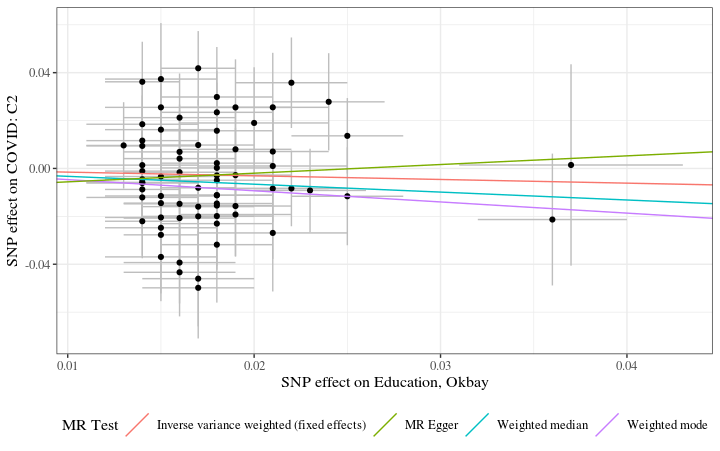 SNP effect on COVID: C2
0.04
0.00
-0.04
0.01 0.02 0.03 0.04
SNP effect on Education, Okbay
MR Test Inverse variance weighted (fixed effects) MR Egger Weighted median Weighted mode